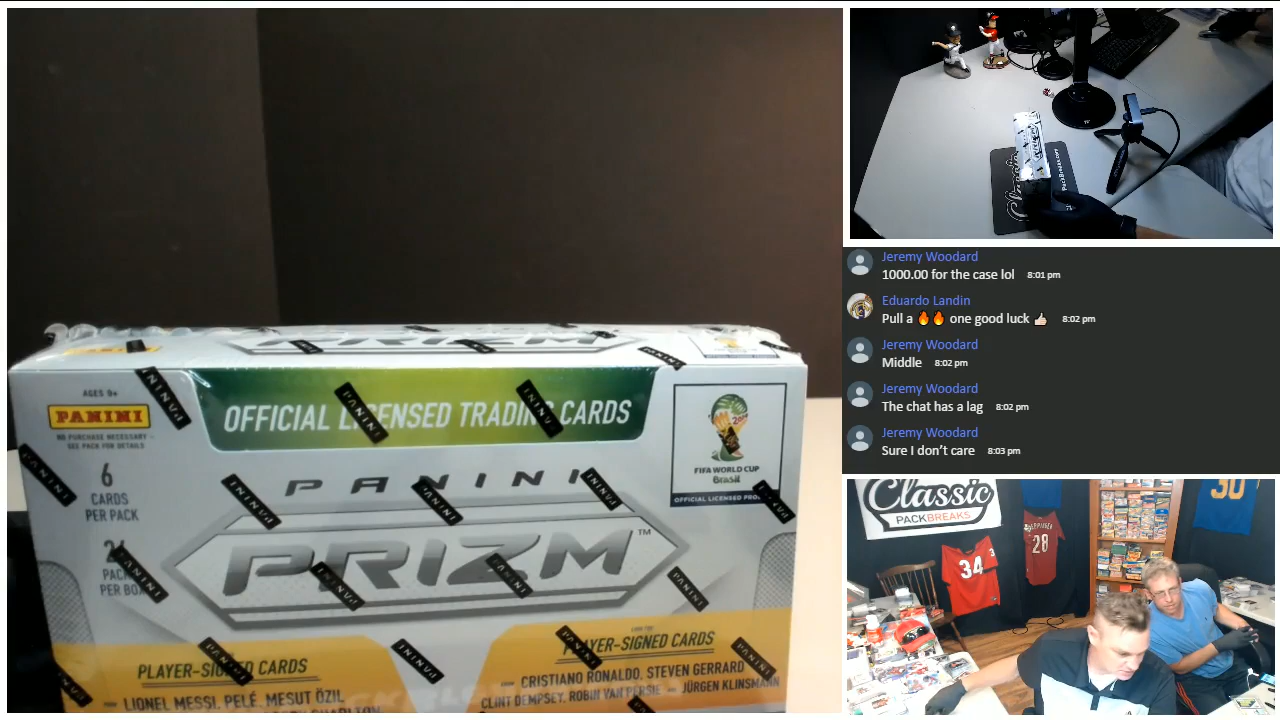 PRIZM
AGES 9+
PANINI
NO PURCHASE NECESSARY -
SEE PACK FOR DETAILS
6
CARDS
PER PACK
PER BOX
OFFICIAL LICENSED TRADING CARDS
FIFA WORLD CUP
Brasil
PANINI
PRIZM™
PLAYER-SIGNED CARDS
LIONEL MESSI, PELÉ, MESUT ÖZIL
PLAYER-SIGNED CARDS
CRISTIANO RONALDO, STEVEN GERRARD
CLINT DEMPSEY, ROBIN VAN PERSIE
JÜRGEN KLINSMANN
Jeremy Woodard
1000.00 for the case lol 8:01 pm
Eduardo Landin
Pull a 🔥🔥 one good luck 👍🏻 8:02 pm
Jeremy Woodard
Middle 8:02 pm
Jeremy Woodard
The chat has a lag 8:02 pm
Jeremy Woodard
Sure I don't care 8:03 pm
Classic
PACKBREAKS
34
28
30